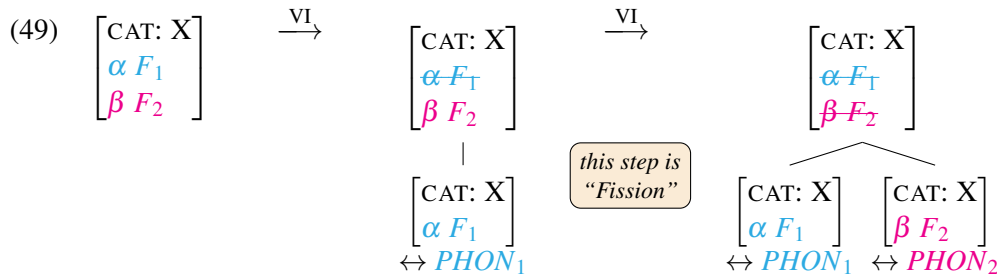 (49) [CAT: X α F₁ β F₂] —VI→ [CAT: X α F₁ β F₂] —VI→ [CAT: X α F₁ β F₂]
this step is
“Fission”
[CAT: X α F₁] [CAT: X α F₁] [CAT: X β F₂]
↔ PHON₁ ↔ PHON₁ ↔ PHON₂